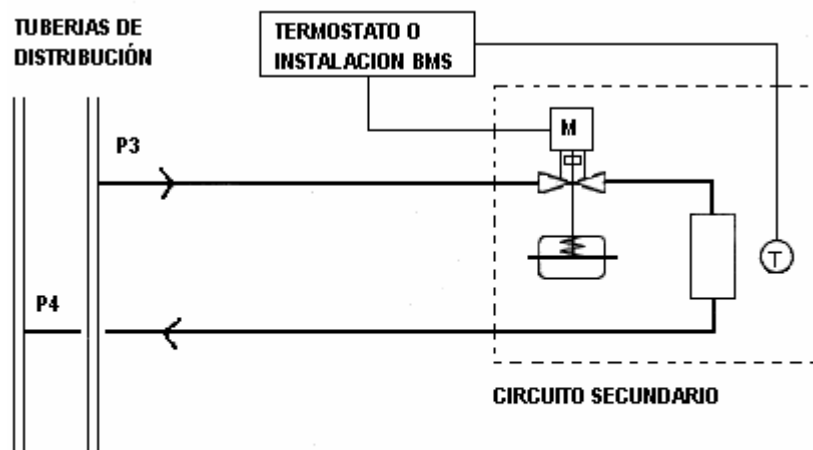 TUBERIAS DE
DISTRIBUCIÓN
TERMOSTATO O
INSTALACION BMS
M
P3
T
P4
CIRCUITO SECUNDARIO